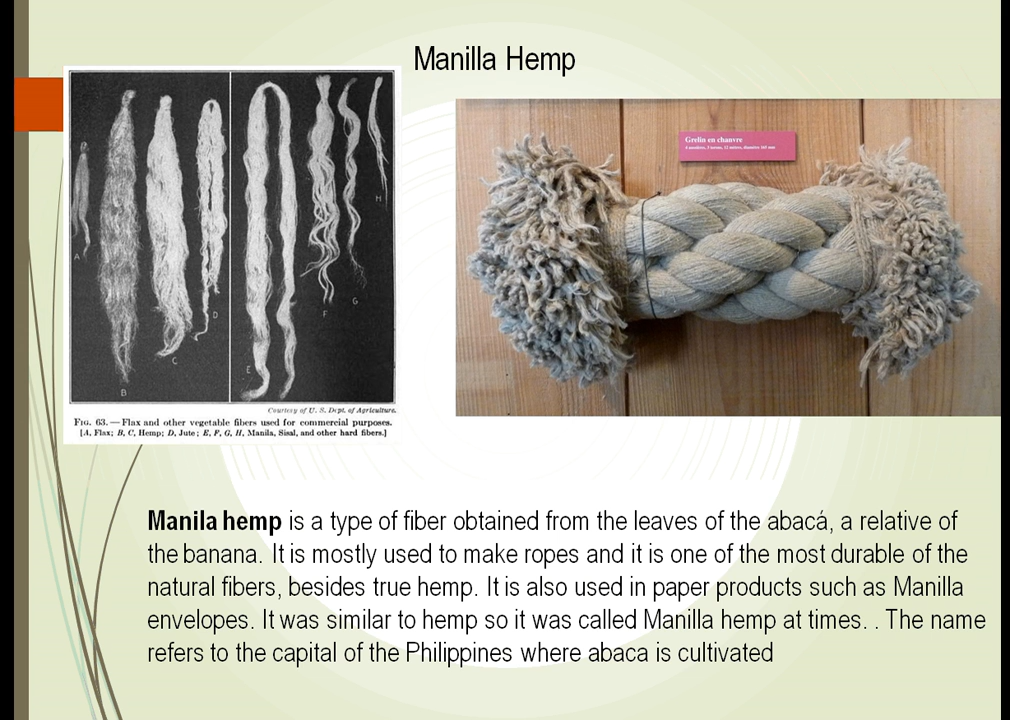 Manilla Hemp
Grelin en chanvre
A
B
C
D
E
F
G
H
Courtesy of U. S. Dept. of Agriculture.
FIG. 63. — Flax and other vegetable fibers used for commercial purposes.
[A, Flax; B, C, Hemp; D, Jute; E, F, G, H, Manila, Sisal, and other hard fibers.]
Manila hemp is a type of fiber obtained from the leaves of the abacá, a relative of
the banana. It is mostly used to make ropes and it is one of the most durable of the
natural fibers, besides true hemp. It is also used in paper products such as Manilla
envelopes. It was similar to hemp so it was called Manilla hemp at times. . The name
refers to the capital of the Philippines where abaca is cultivated